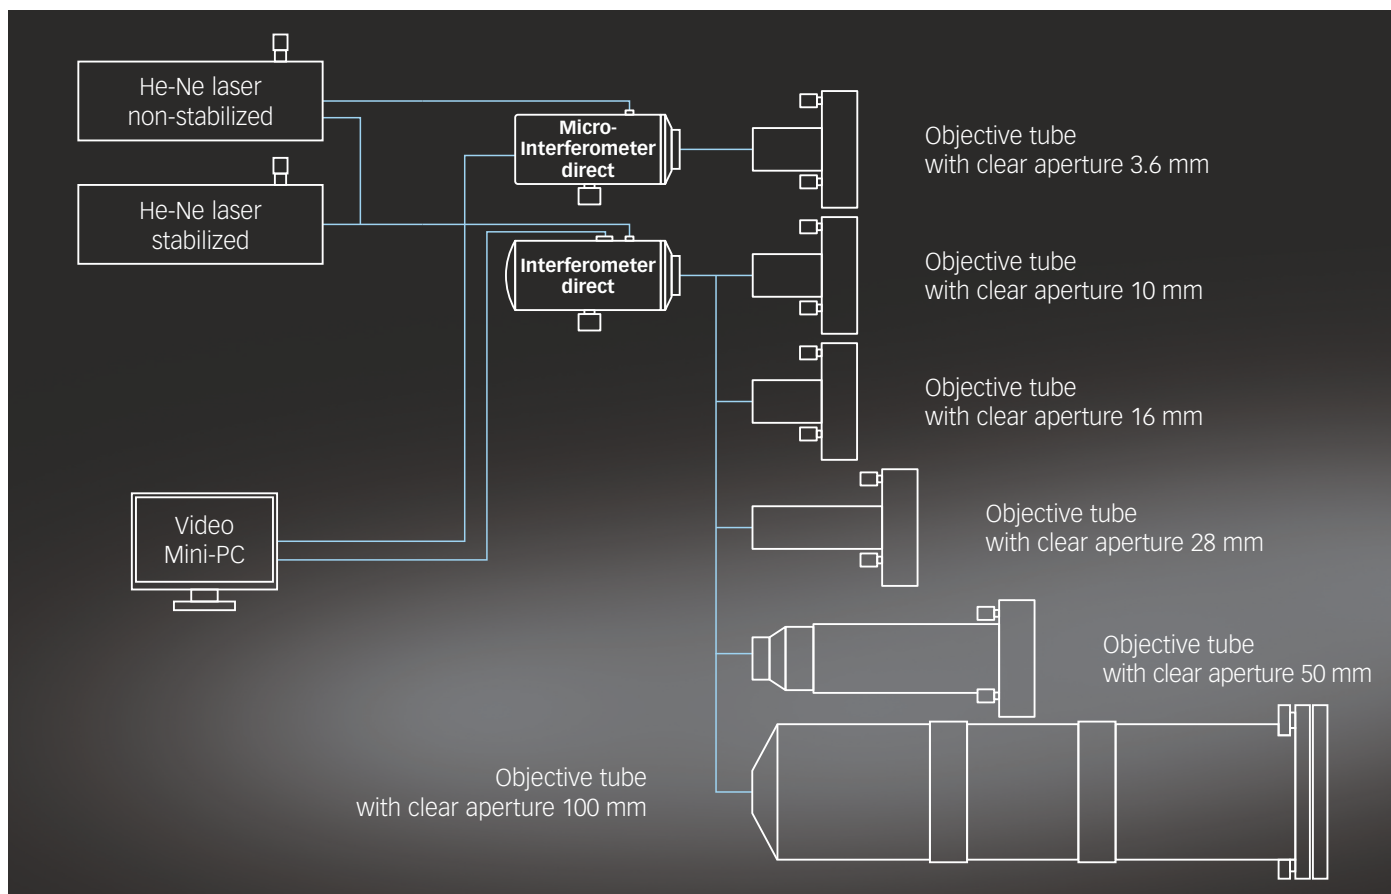 He-Ne laser
non-stabilized
He-Ne laser
stabilized
Micro-
Interferometer
direct
Interferometer
direct
Objective tube
with clear aperture 3.6 mm
Objective tube
with clear aperture 10 mm
Objective tube
with clear aperture 16 mm
Video
Mini-PC
Objective tube
with clear aperture 28 mm
Objective tube
with clear aperture 50 mm
Objective tube
with clear aperture 100 mm